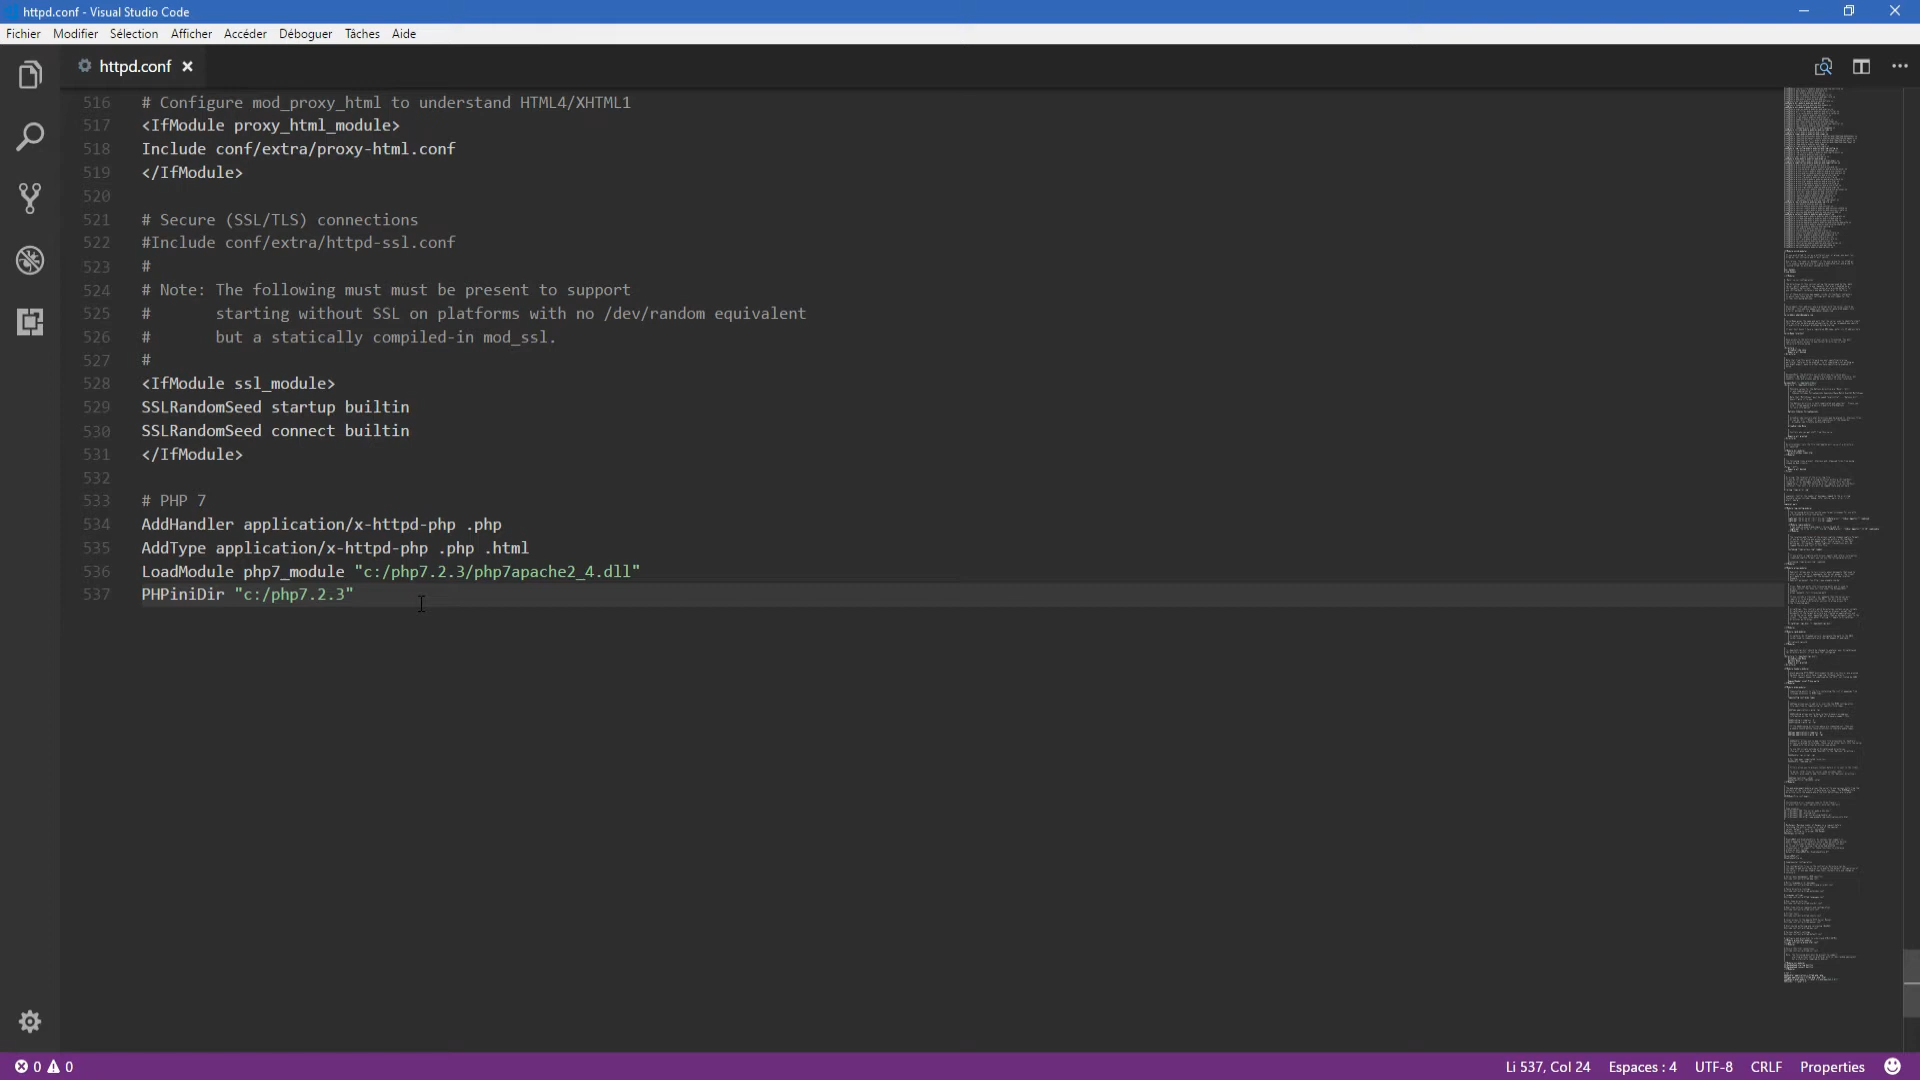 httpd.conf - Visual Studio Code
Fichier Modifier Sélection Afficher Accéder Déboguer Tâches Aide
httpd.conf
516 # Configure mod_proxy_html to understand HTML4/XHTML1
517 <IfModule proxy_html_module>
518 Include conf/extra/proxy-html.conf
519 </IfModule>
520
521 # Secure (SSL/TLS) connections
522 #Include conf/extra/httpd-ssl.conf
523 #
524 # Note: The following must must be present to support
525 #       starting without SSL on platforms with no /dev/random equivalent
526 #       but a statically compiled-in mod_ssl.
527 #
528 <IfModule ssl_module>
529 SSLRandomSeed startup builtin
530 SSLRandomSeed connect builtin
531 </IfModule>
532
533 # PHP 7
534 AddHandler application/x-httpd-php .php
535 AddType application/x-httpd-php .php .html
536 LoadModule php7_module "c:/php7.2.3/php7apache2_4.dll"
537 PHPiniDir "c:/php7.2.3"
0 0 Li 537, Col 24 Espaces : 4 UTF-8 CRLF Properties